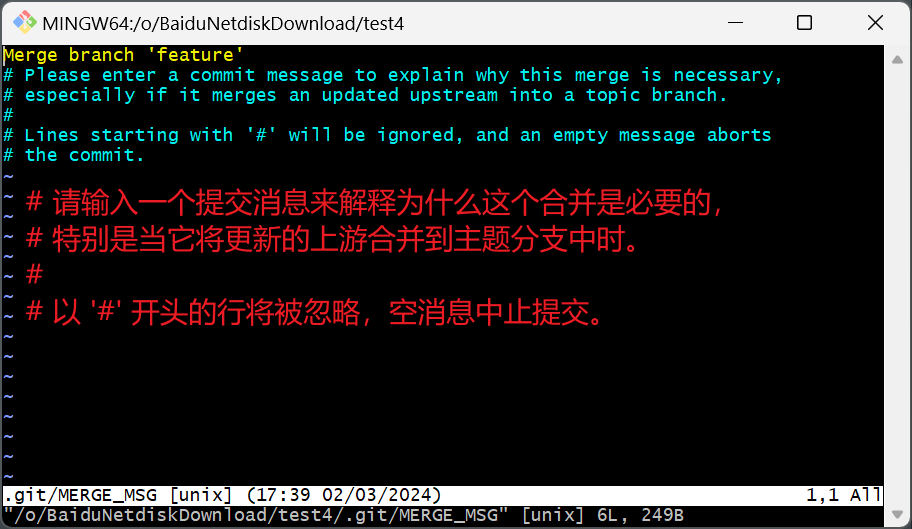 MINGW64:/o/BaiduNetdiskDownload/test4
Merge branch 'feature'
# Please enter a commit message to explain why this merge is necessary,
# especially if it merges an updated upstream into a topic branch.
#
# Lines starting with '#' will be ignored, and an empty message aborts
# the commit.
~
~
# 请输入一个提交消息来解释为什么这个合并是必要的，
~
~
# 特别是当它将更新的上游合并到主题分支中时。
~
~
#
~
~
# 以 '#' 开头的行将被忽略，空消息中止提交。
~
~
~
~
~
~
~
~
.git/MERGE_MSG [unix] (17:39 02/03/2024) 1,1 All
"/o/BaiduNetdiskDownload/test4/.git/MERGE_MSG" [unix] 6L, 249B